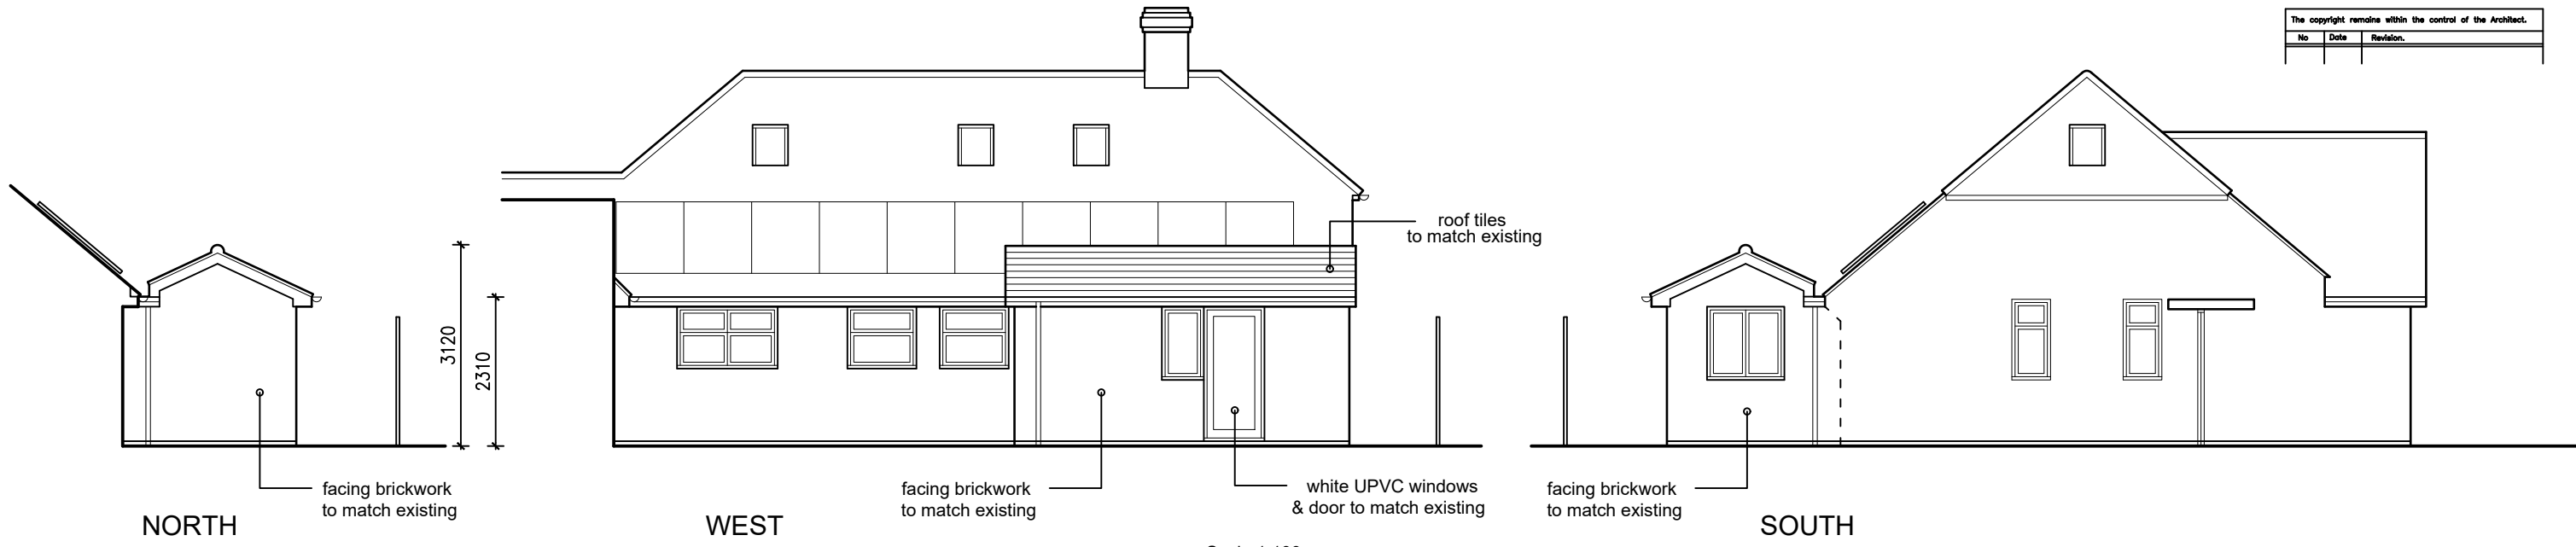 The copyright remains within the control of the Architect.
No Date Revision.
roof tiles
to match existing
3120
2310
facing brickwork
to match existing
facing brickwork
to match existing
white UPVC windows
& door to match existing
facing brickwork
to match existing
NORTH
WEST
SOUTH